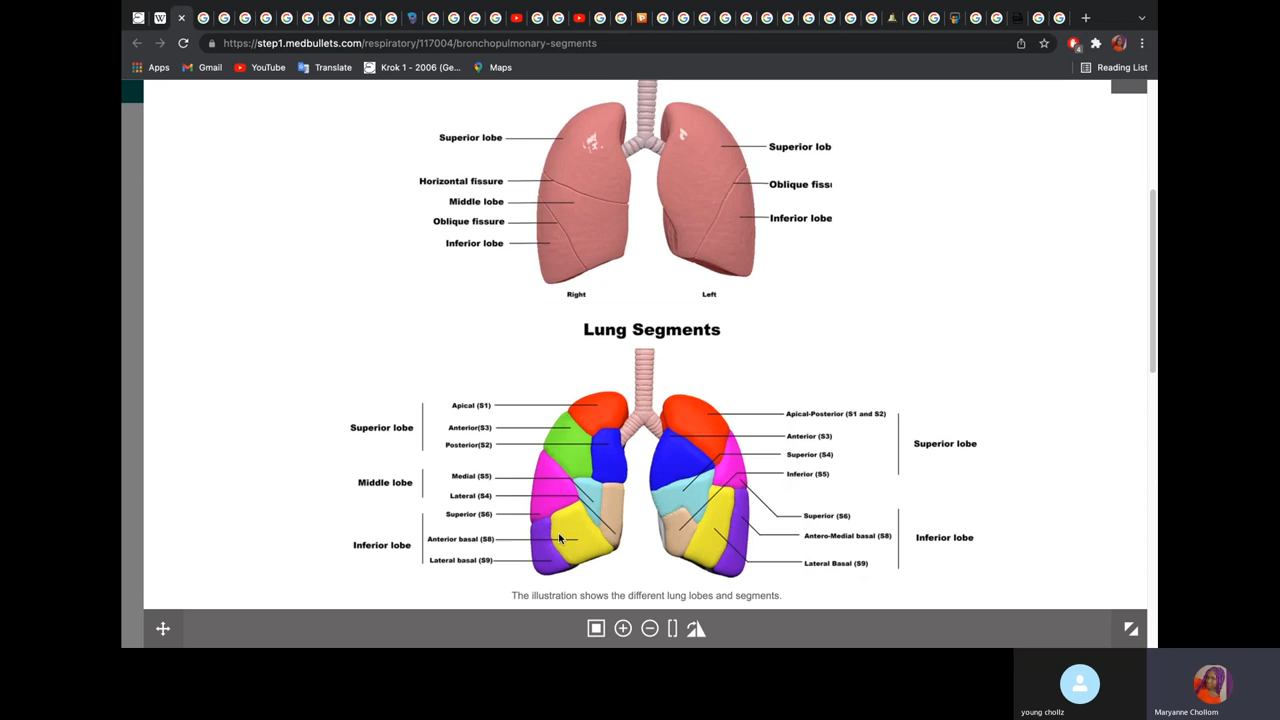 https://step1.medbullets.com/respiratory/117004/bronchopulmonary-segments
Apps
Gmail
YouTube
Translate
Krok 1 - 2006 (Ge...
Maps
Reading List
Superior lobe
Horizontal fissure
Middle lobe
Oblique fissure
Inferior lobe
Superior lob
Oblique fiss
Inferior lobe
Right
Left
Lung Segments
Superior lobe
Apical (S1)
Anterior(S3)
Posterior(S2)
Middle lobe
Medial (S5)
Lateral (S4)
Inferior lobe
Superior (S6)
Anterior basal (S8)
Lateral basal (S9)
Apical-Posterior (S1 and S2)
Anterior (S3)
Superior (S4)
Inferior (S5)
Superior lobe
Superior (S6)
Antero-Medial basal (S8)
Lateral Basal (S9)
Inferior lobe
The illustration shows the different lung lobes and segments.
young chollz
Maryanne Chollom